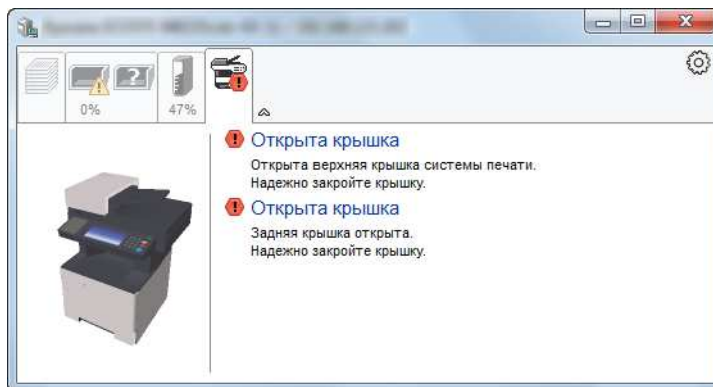 0%
47%
Открыта крышка
Открыта верхняя крышка системы печати.
Надежно закройте крышку.
Открыта крышка
Задняя крышка открыта.
Надежно закройте крышку.